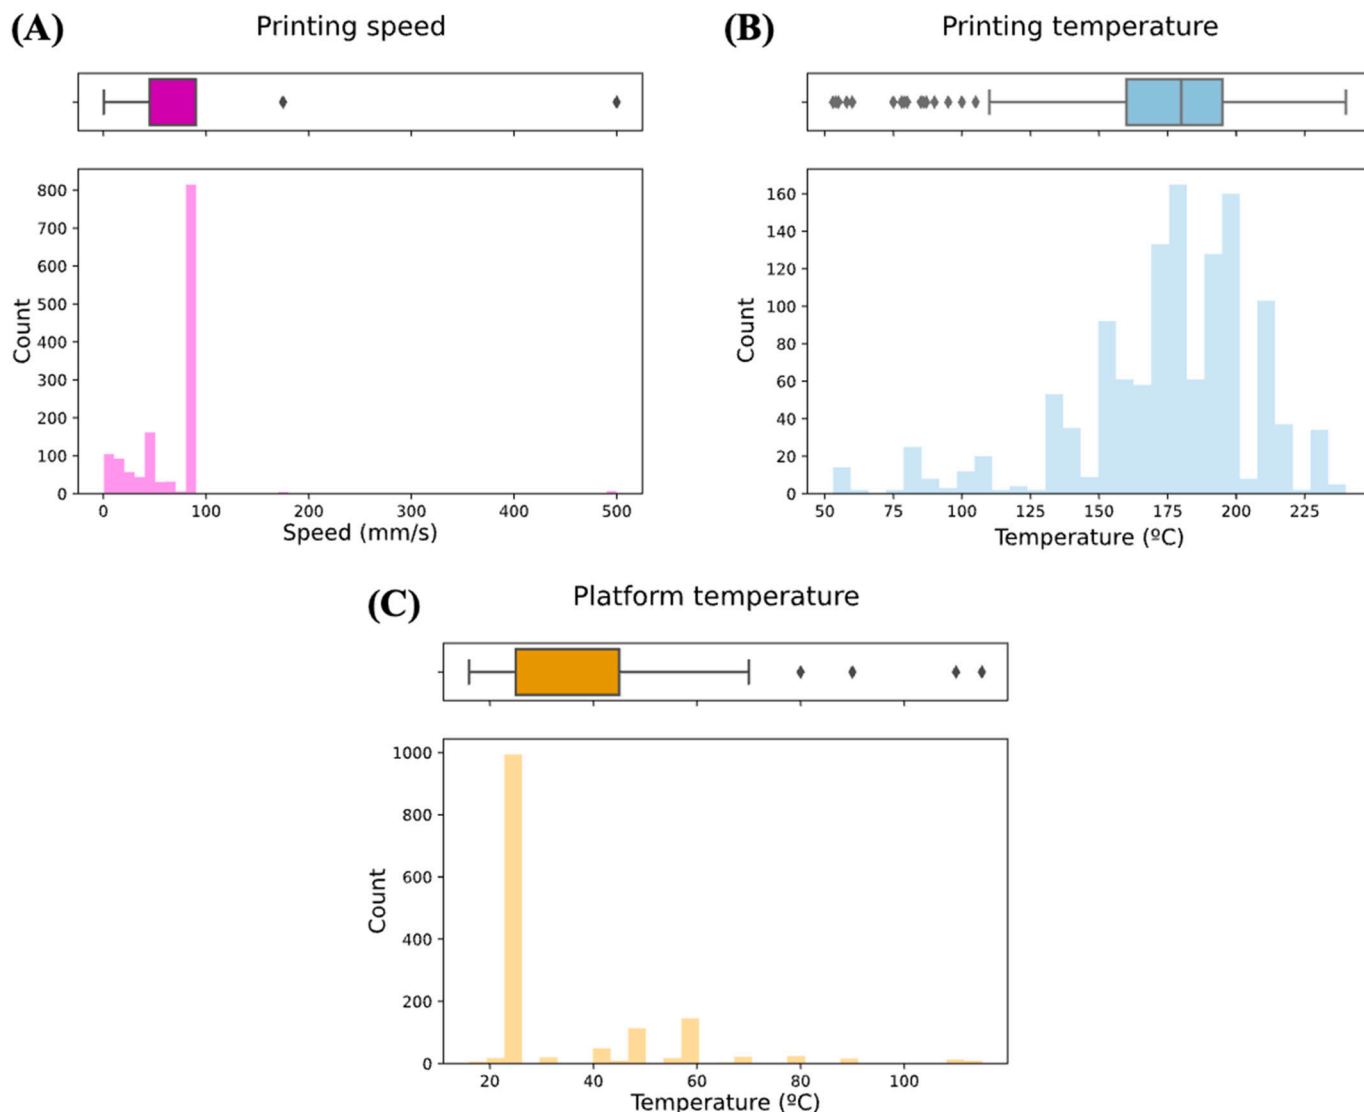 (A) Printing speed
(B) Printing temperature
800
700
600
500
400
300
200
100
0
Count
0 100 200 300 400 500
Speed (mm/s)
160
140
120
100
80
60
40
20
0
Count
50 75 100 125 150 175 200 225
Temperature (ºC)
(C) Platform temperature
1000
800
600
400
200
0
Count
20 40 60 80 100
Temperature (ºC)